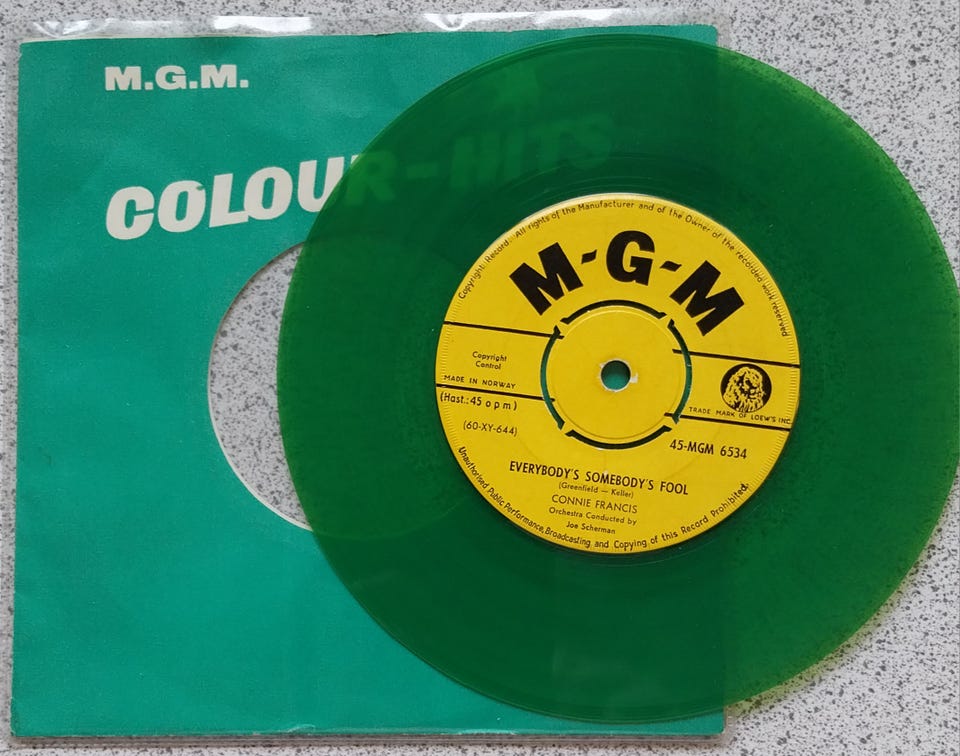 M.G.M.
COLOUR-HITS
Copyright Record. All rights of the Manufacturer and of the Owner of the recorded work reserved
M-G-M
Copyright
Control
MADE IN NORWAY
TRADE MARK OF LOEW'S INC.
(Hast.: 45 o p m)
(60-XY-644)
45-MGM 6534
EVERYBODY'S SOMEBODY'S FOOL
(Greenfield — Keller)
CONNIE FRANCIS
Orchestra Conducted by
Joe Scherman
Unauthorised Public Performance, Broadcasting and Copying of this Record Prohibited.